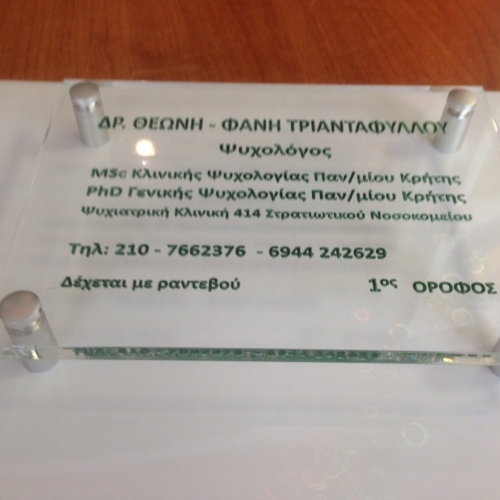 ΔΡ. ΘΕΩΝΗ - ΦΑΝΗ ΤΡΙΑΝΤΑΦΥΛΛΟΥ
Ψυχολόγος
MSc Κλινικής Ψυχολογίας Παν/μίου Κρήτης
PhD Γενικής Ψυχολογίας Παν/μίου Κρήτης
Ψυχιατρική Κλινική 414 Στρατιωτικού Νοσοκομείου
Τηλ: 210 - 7662376 - 6944 242629
Δέχεται με ραντεβού 1ος ΟΡΟΦΟΣ